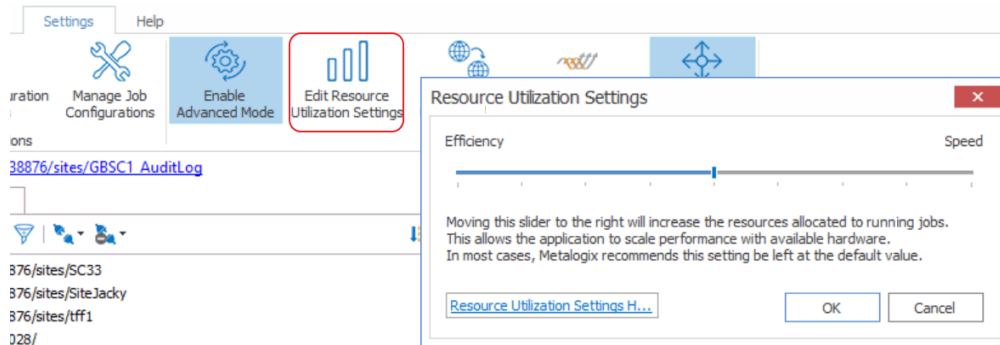 Settings Help
uration
Manage Job
Configurations
Enable
Advanced Mode
Edit Resource
Utilization Settings
ons
38876/sites/GBSC1_AuditLog
876/sites/SC33
876/sites/SiteJacky
876/sites/tff1
028/
Resource Utilization Settings
Efficiency Speed
Moving this slider to the right will increase the resources allocated to running jobs.
This allows the application to scale performance with available hardware.
In most cases, Metalogix recommends this setting be left at the default value.
Resource Utilization Settings H...
OK Cancel